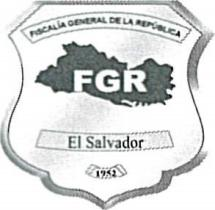 FISCALÍA GENERAL DE LA REPÚBLICA
FGR
El Salvador
1952